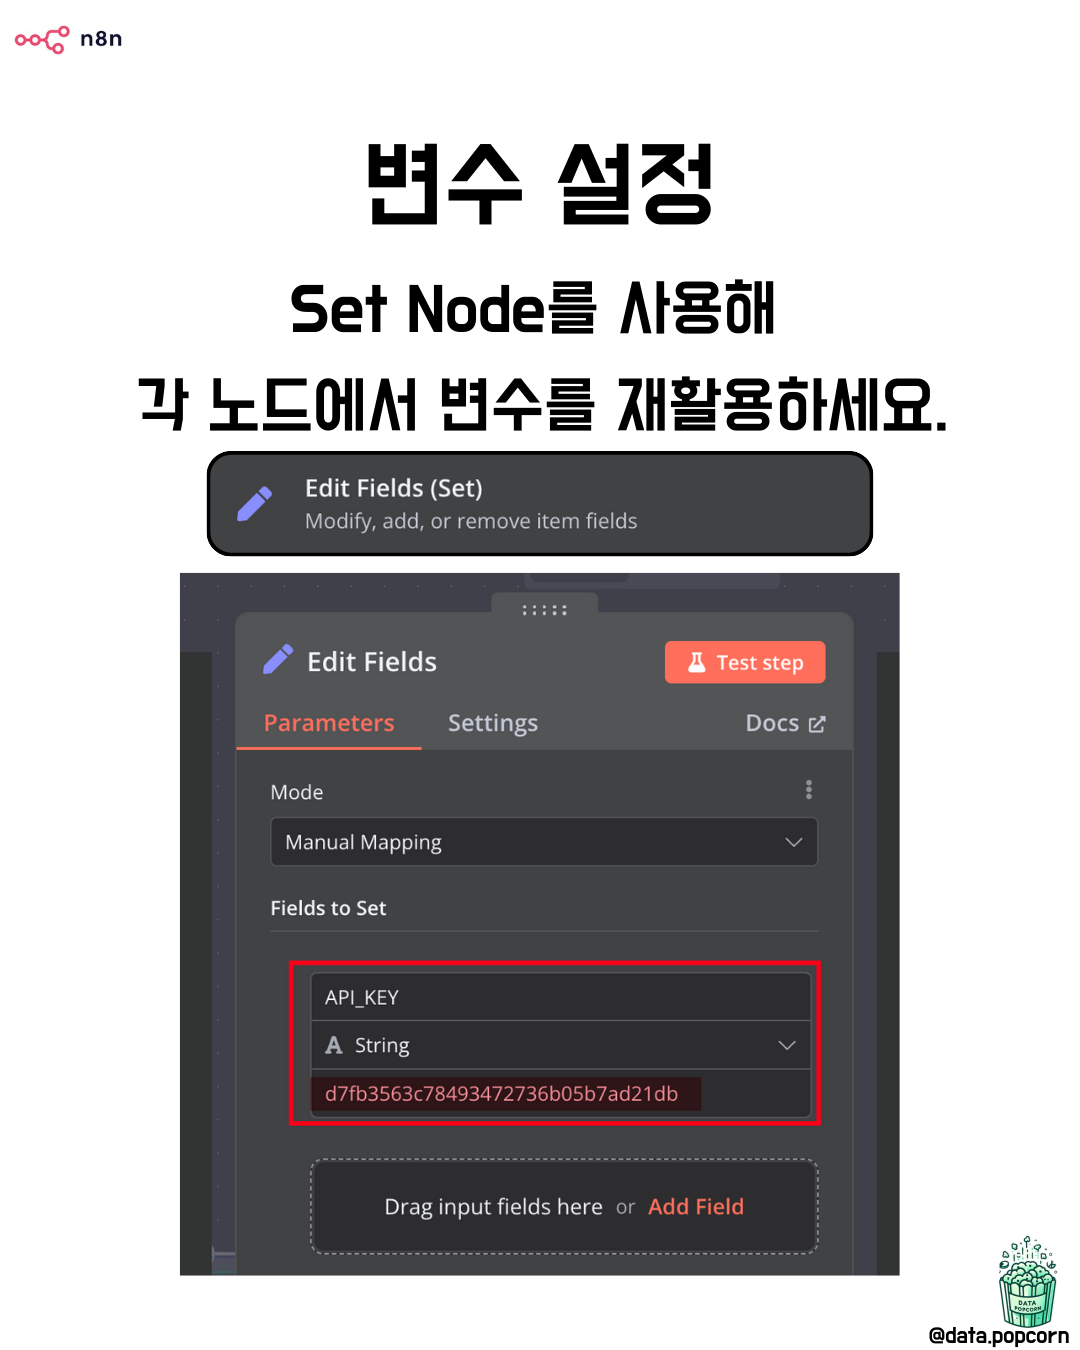 n8n
변수 설정
Set Node를 사용해
각 노드에서 변수를 재활용하세요.
Edit Fields (Set)
Modify, add, or remove item fields
Edit Fields
Test step
Parameters
Settings
Docs
Mode
Manual Mapping
Fields to Set
API_KEY
A String
d7fb3563c78493472736b05b7ad21db
Drag input fields here or Add Field
DATA
POPCORN
@data.popcorn